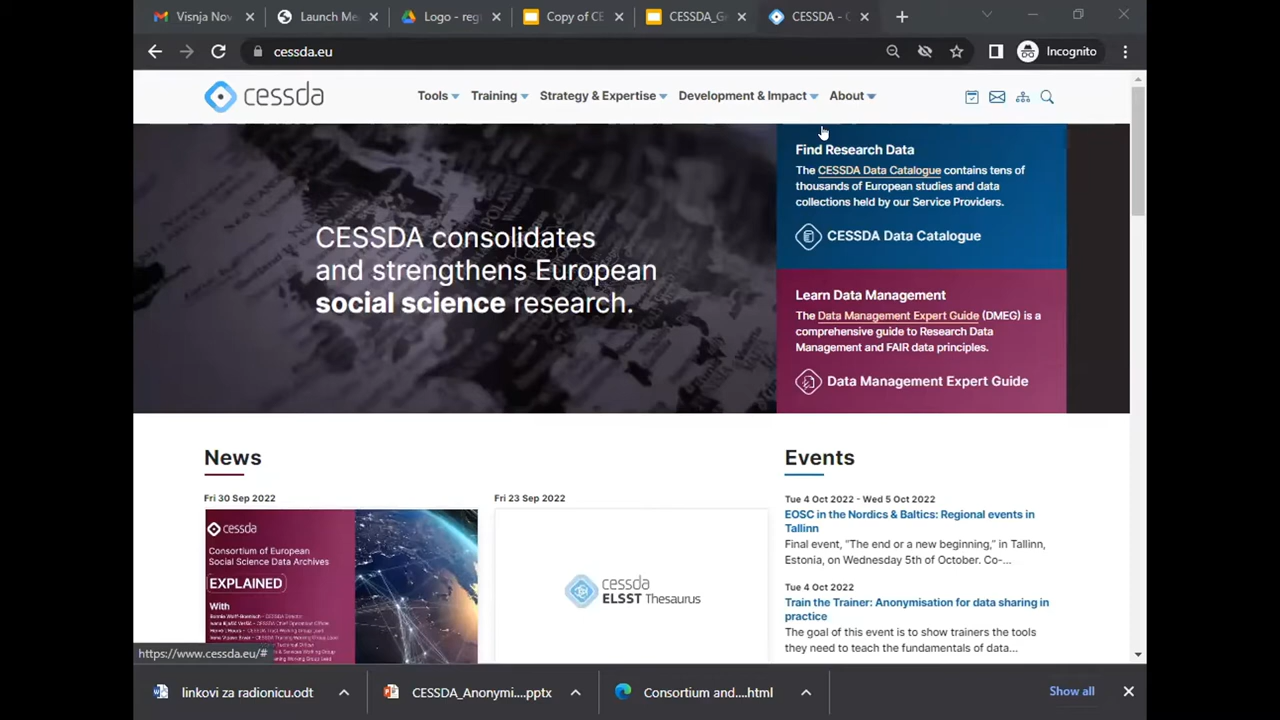 Visnja Nov
Launch Me
Logo - reg
Copy of CE
CESSDA_G
CESSDA - C
cessda.eu
Incognito
cessda
Tools
Training
Strategy & Expertise
Development & Impact
About
CESSDA consolidates
and strengthens European
social science research.
Find Research Data
The CESSDA Data Catalogue contains tens of
thousands of European studies and data
collections held by our Service Providers.
CESSDA Data Catalogue
Learn Data Management
The Data Management Expert Guide (DMEG) is a
comprehensive guide to Research Data
Management and FAIR data principles.
Data Management Expert Guide
News
Fri 30 Sep 2022
cessda
Consortium of European
Social Science Data Archives
EXPLAINED
With
Fri 23 Sep 2022
cessda
ELSST Thesaurus
Events
Tue 4 Oct 2022 - Wed 5 Oct 2022
EOSC in the Nordics & Baltics: Regional events in
Tallinn
Final event, “The end or a new beginning,” in Tallinn,
Estonia, on Wednesday 5th of October. Co-...
Tue 4 Oct 2022
Train the Trainer: Anonymisation for data sharing in
practice
The goal of this event is to show trainers the tools
they need to teach the fundamentals of data...
https://www.cessda.eu/#
linkovi za radionicu.odt
CESSDA_Anonymi....pptx
Consortium and....html
Show all